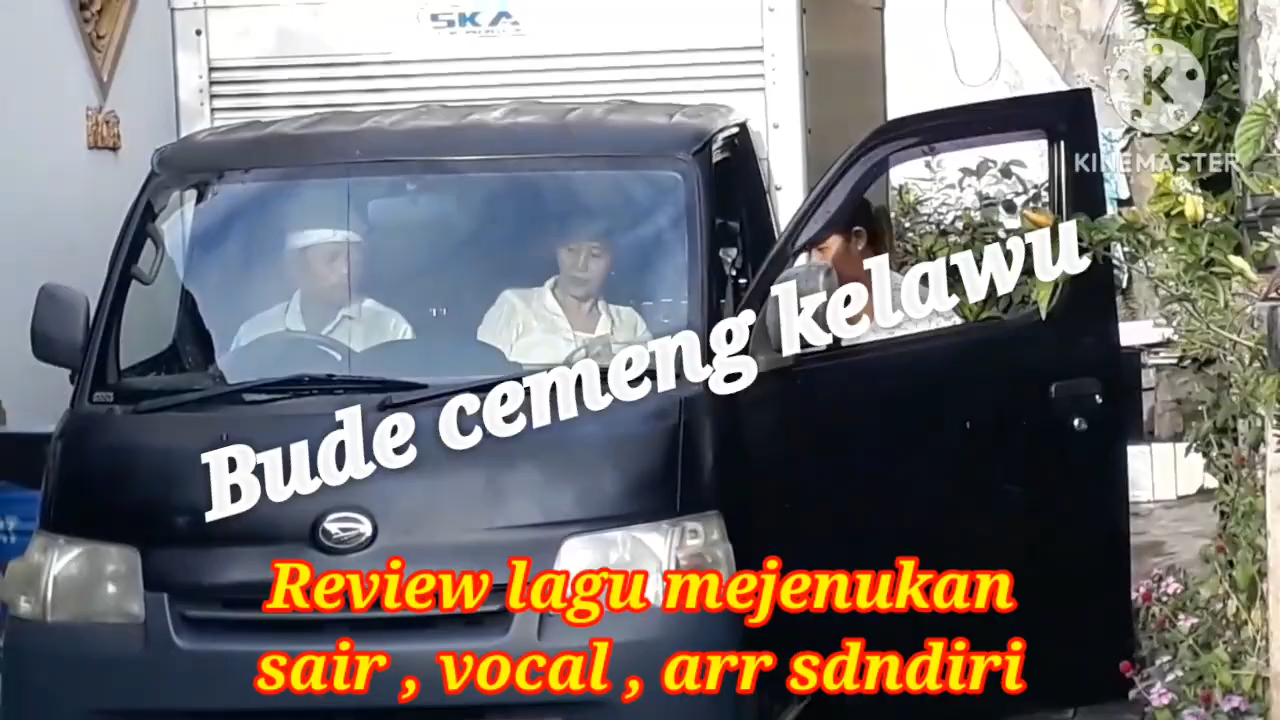 SKA
KINEMASTER
Bude cemeng kelawu
Review lagu mejenukan
sair , vocal , arr sdndiri